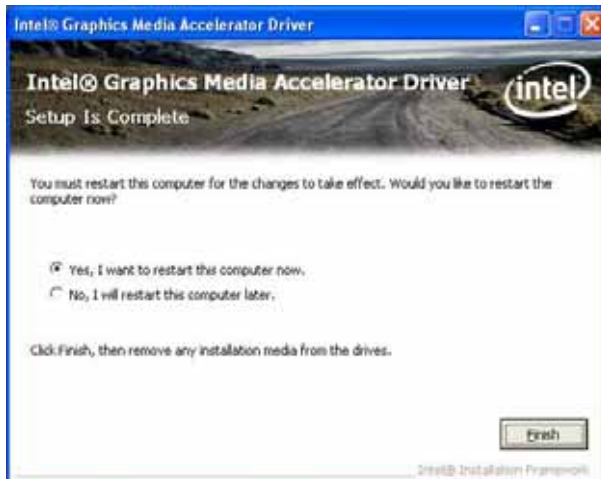 Intel® Graphics Media Accelerator Driver
Intel® Graphics Media Accelerator Driver
intel
Setup Is Complete
You must restart this computer for the changes to take effect. Would you like to restart the
computer now?
Yes, I want to restart this computer now.
No, I will restart this computer later.
Click Finish, then remove any installation media from the drives.
Finish
Intel® Installation Framework